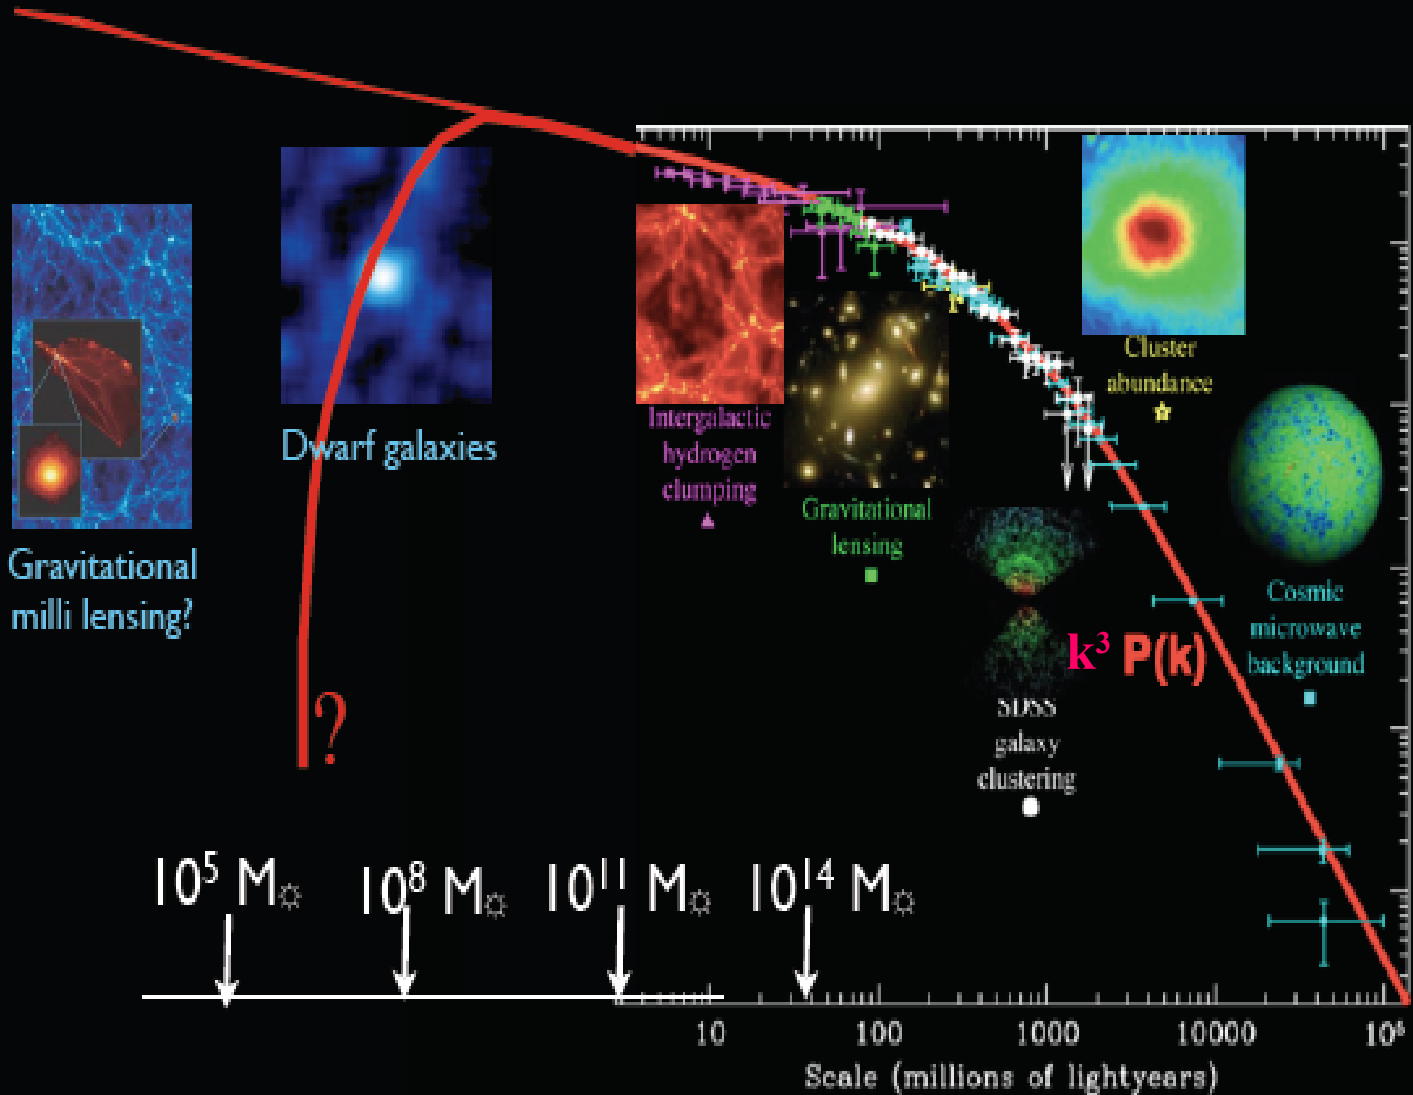 Cluster
abundance
Dwarf galaxies
Intergalactic
hydrogen
clumping
Gravitational
lensing
Gravitational
milli lensing?
Cosmic
microwave
background
k³ P(k)
?
SDSS
galaxy
clustering
10⁵ M☼
10⁸ M☼
10¹¹ M☼
10¹⁴ M☼
10
100
1000
10000
Scale (millions of lightyears)